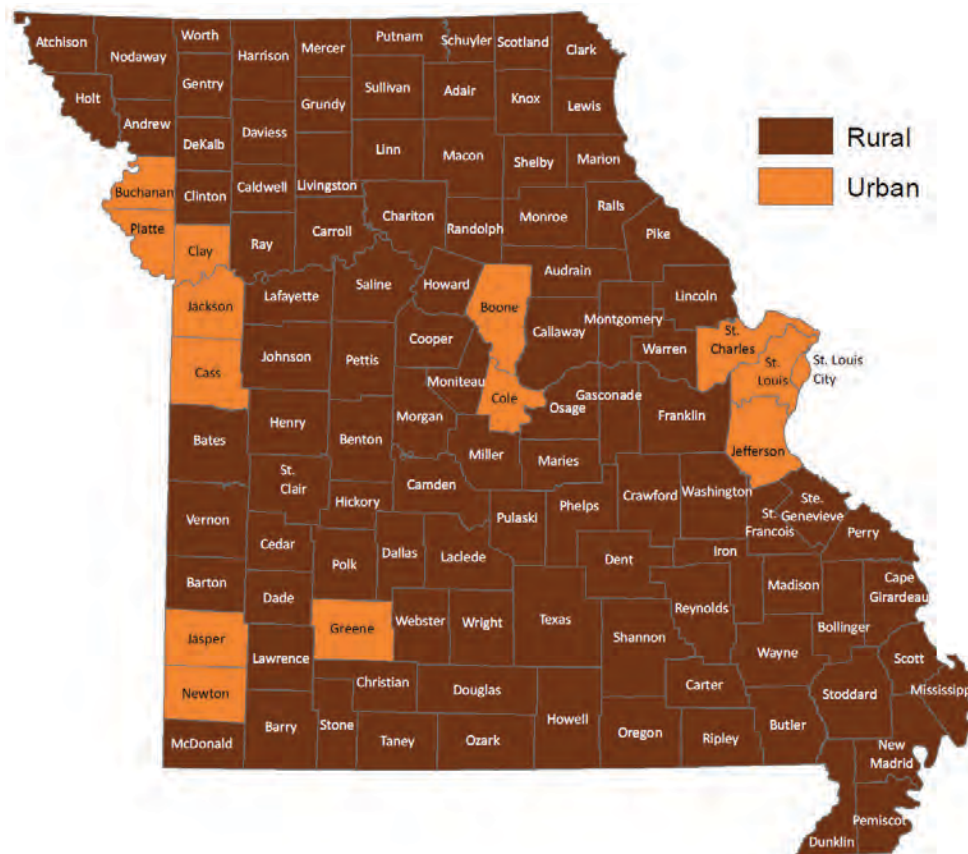 Atchison
Nodaway
Worth
Harrison
Mercer
Putnam
Schuyler
Scotland
Clark
Holt
Gentry
Sullivan
Adair
Knox
Lewis
Andrew
Grundy
DeKalb
Daviess
Linn
Macon
Shelby
Marion
Rural
Urban
Buchanan
Clinton
Caldwell
Livingston
Chariton
Randolph
Monroe
Ralls
Pike
Platte
Clay
Ray
Carroll
Audrain
Jackson
Lafayette
Saline
Howard
Boone
Callaway
Montgomery
Lincoln
Cass
Johnson
Pettis
Cooper
Moniteau
Cole
Warren
St.
Charles
St.
Louis
St. Louis
City
Bates
Henry
Benton
Morgan
Miller
Osage
Gasconade
Franklin
Jefferson
St.
Clair
Hickory
Camden
Maries
Pulaski
Phelps
Crawford
Washington
St.
Francois
Ste.
Genevieve
Perry
Vernon
Cedar
Polk
Dallas
Laclede
Dent
Iron
Madison
Cape
Girardeau
Barton
Dade
Greene
Webster
Wright
Texas
Shannon
Reynolds
Bollinger
Jasper
Lawrence
Christian
Douglas
Wayne
Scott
Mississippi
Newton
Carter
Stoddard
McDonald
Barry
Stone
Taney
Ozark
Howell
Oregon
Ripley
Butler
New
Madrid
Pemiscot
Dunklin